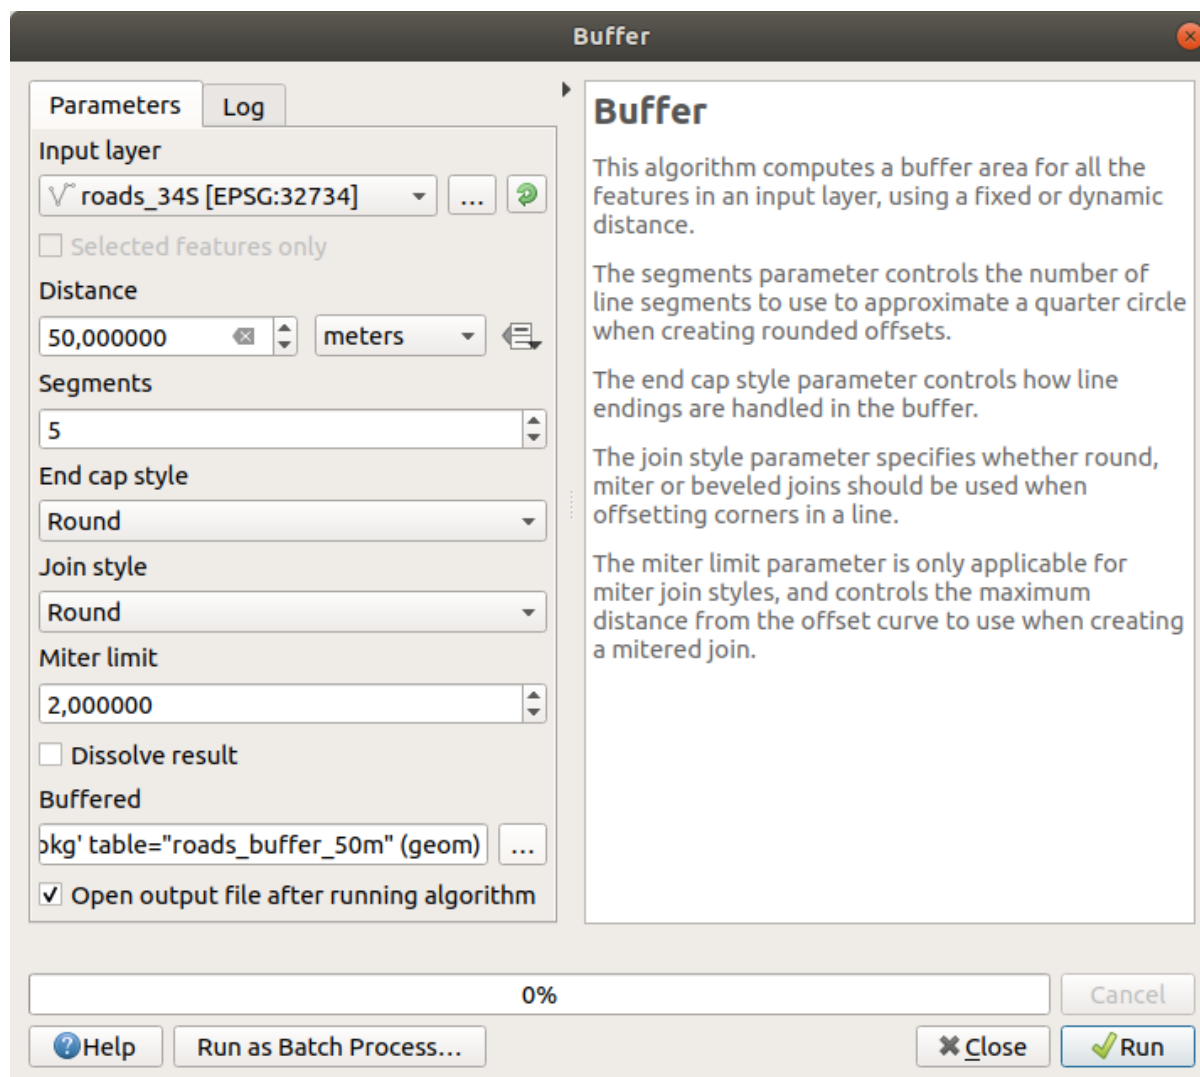 Buffer
Parameters
Log
Input layer
roads_34S [EPSG:32734]
...
Selected features only
Distance
50,000000
meters
Segments
5
End cap style
Round
Join style
Round
Miter limit
2,000000
Dissolve result
Buffered
kg' table="roads_buffer_50m" (geom)
...
Open output file after running algorithm
Buffer
This algorithm computes a buffer area for all the
features in an input layer, using a fixed or dynamic
distance.
The segments parameter controls the number of
line segments to use to approximate a quarter circle
when creating rounded offsets.
The end cap style parameter controls how line
endings are handled in the buffer.
The join style parameter specifies whether round,
miter or beveled joins should be used when
offsetting corners in a line.
The miter limit parameter is only applicable for
miter join styles, and controls the maximum
distance from the offset curve to use when creating
a mitered join.
0%
Cancel
Help
Run as Batch Process...
Close
Run